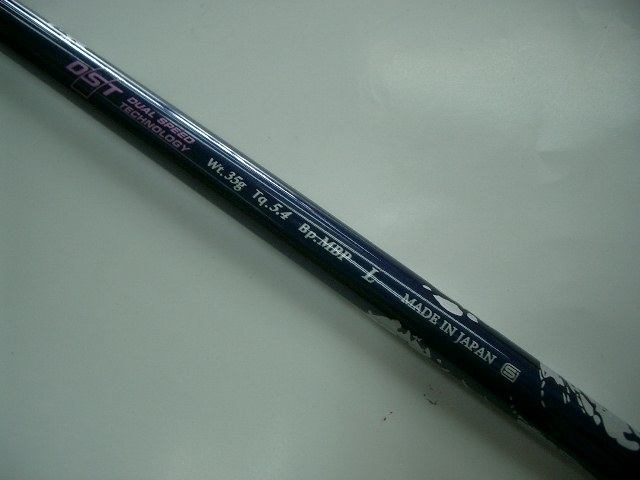 DST DUAL SPEED
TECHNOLOGY
Wt.35g Tq.5.4 Bp.MBP L MADE IN JAPAN S